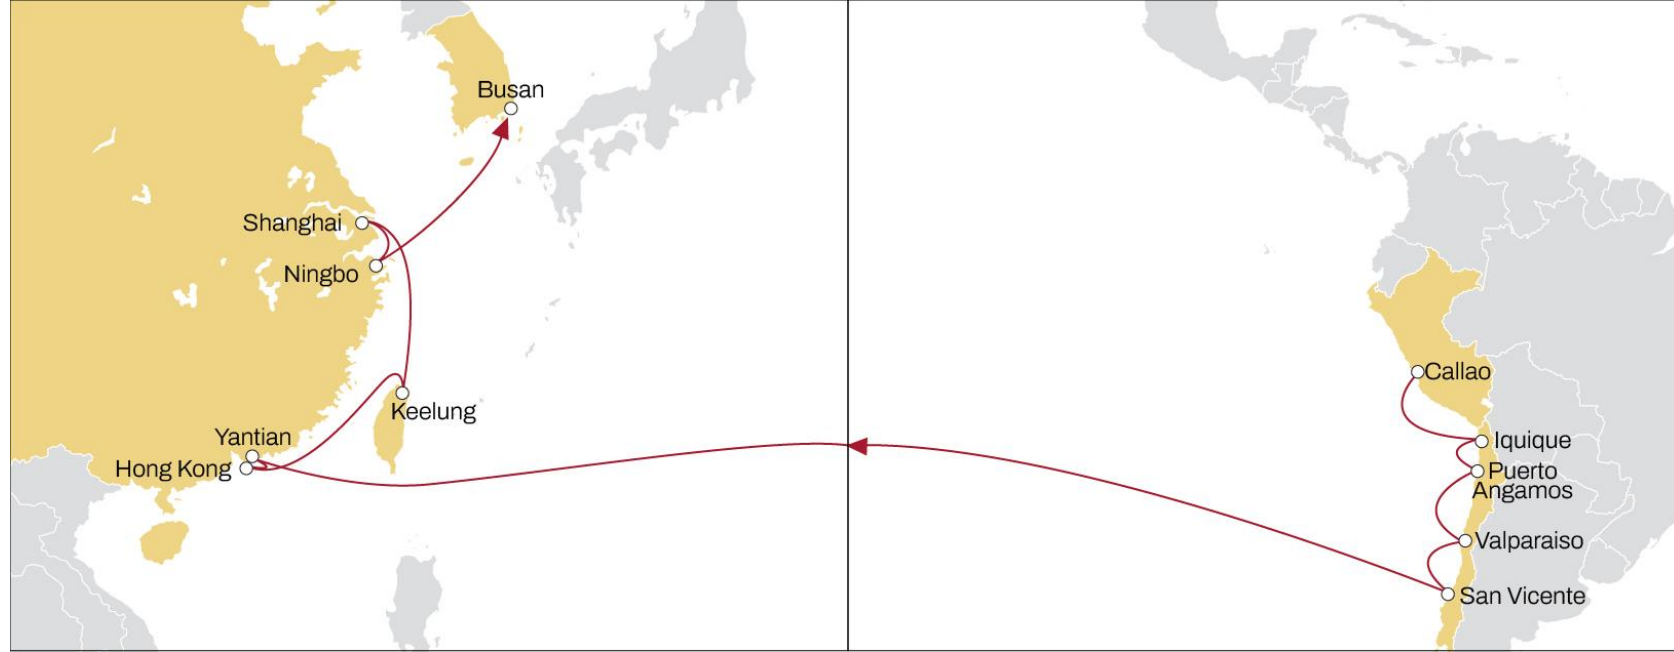 Busan
Shanghai
Ningbo
Keelung
Yantian
Hong Kong
Callao
Iquique
Puerto
Angamos
Valparaiso
San Vicente